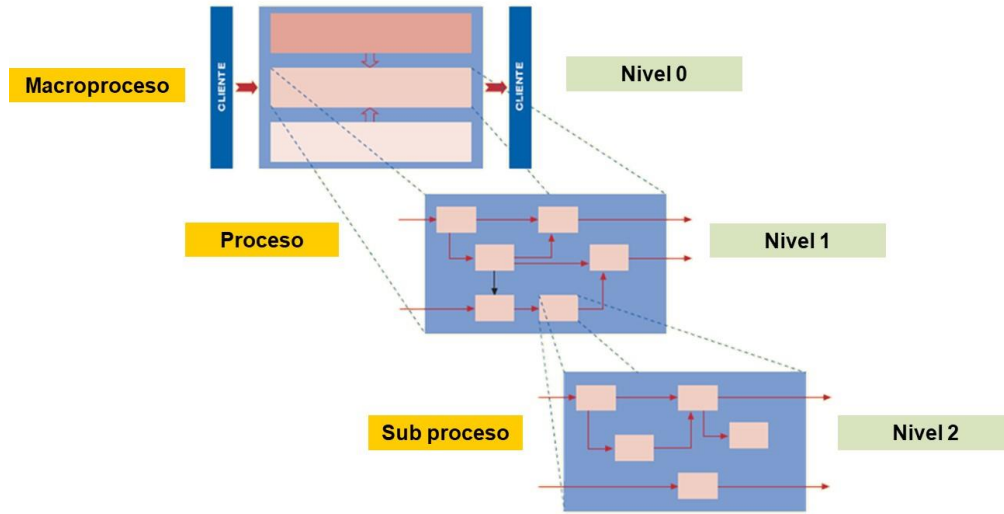 Macroproceso
CLIENTE
CLIENTE
Nivel 0
Proceso
Nivel 1
Sub proceso
Nivel 2